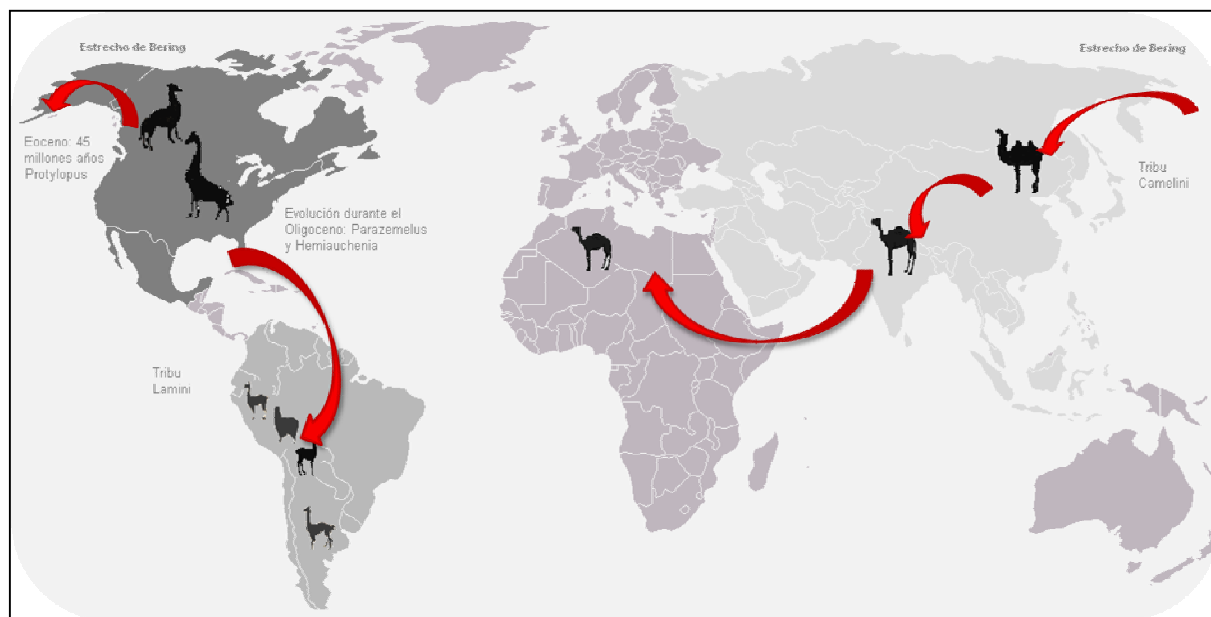 Estrecho de Bering
Estrecho de Bering
Eoceno: 45
millones años
Protylopus
Tribu
Camelini
Evolución durante el
Oligoceno: Parazemelus
y Hemiauchenia
Tribu
Lamini